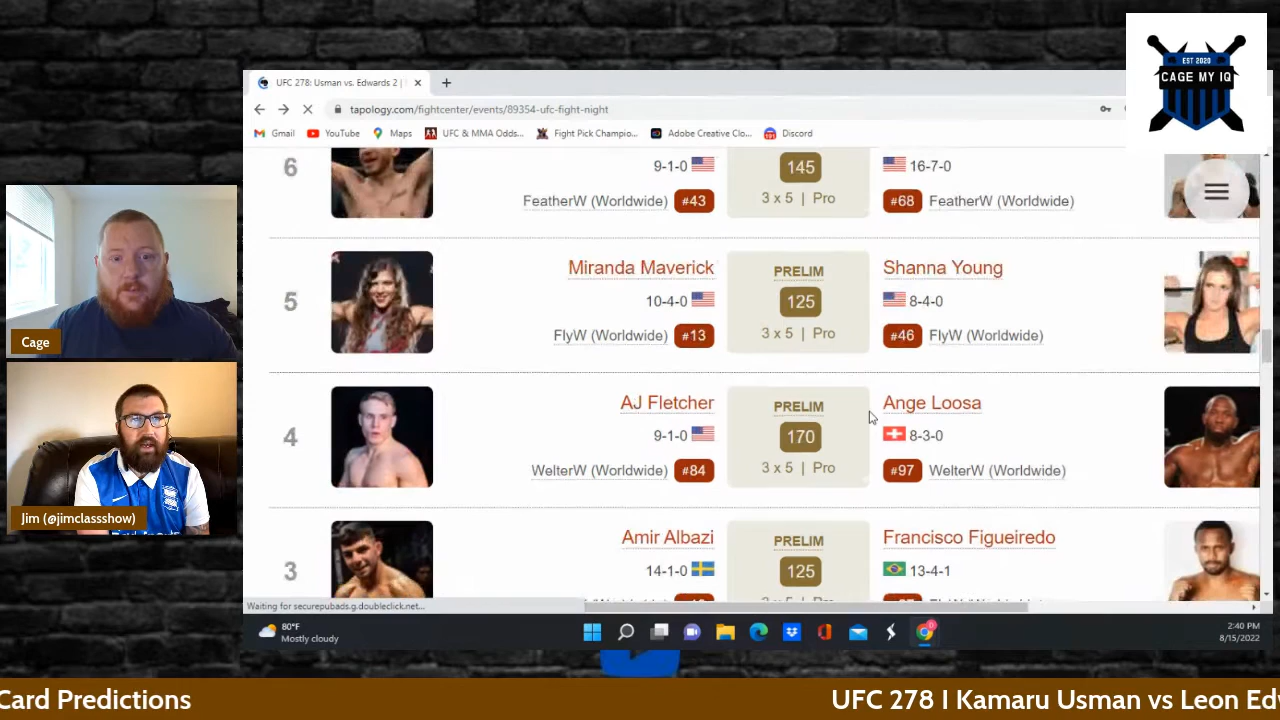 EST 2020
CAGE MY IQ
UFC 278: Usman vs. Edwards 2 |
tapology.com/fightcenter/events/89354-ufc-fight-night
Gmail YouTube Maps UFC & MMA Odds... Fight Pick Champio... Adobe Creative Clo... Discord
6 9-1-0 145 16-7-0
FeatherW (Worldwide) #43 3 x 5 | Pro #68 FeatherW (Worldwide)
Miranda Maverick PRELIM Shanna Young
5 10-4-0 125 8-4-0
FlyW (Worldwide) #13 3 x 5 | Pro #46 FlyW (Worldwide)
AJ Fletcher PRELIM Ange Loosa
4 9-1-0 170 8-3-0
WelterW (Worldwide) #84 3 x 5 | Pro #97 WelterW (Worldwide)
Amir Albazi PRELIM Francisco Figueiredo
3 14-1-0 125 13-4-1
Cage
Jim (@jimclassshow)
Waiting for securepubads.g.doubleclick.net...
80°F
Mostly cloudy
2:40 PM
8/15/2022
Card Predictions UFC 278 I Kamaru Usman vs Leon Edw